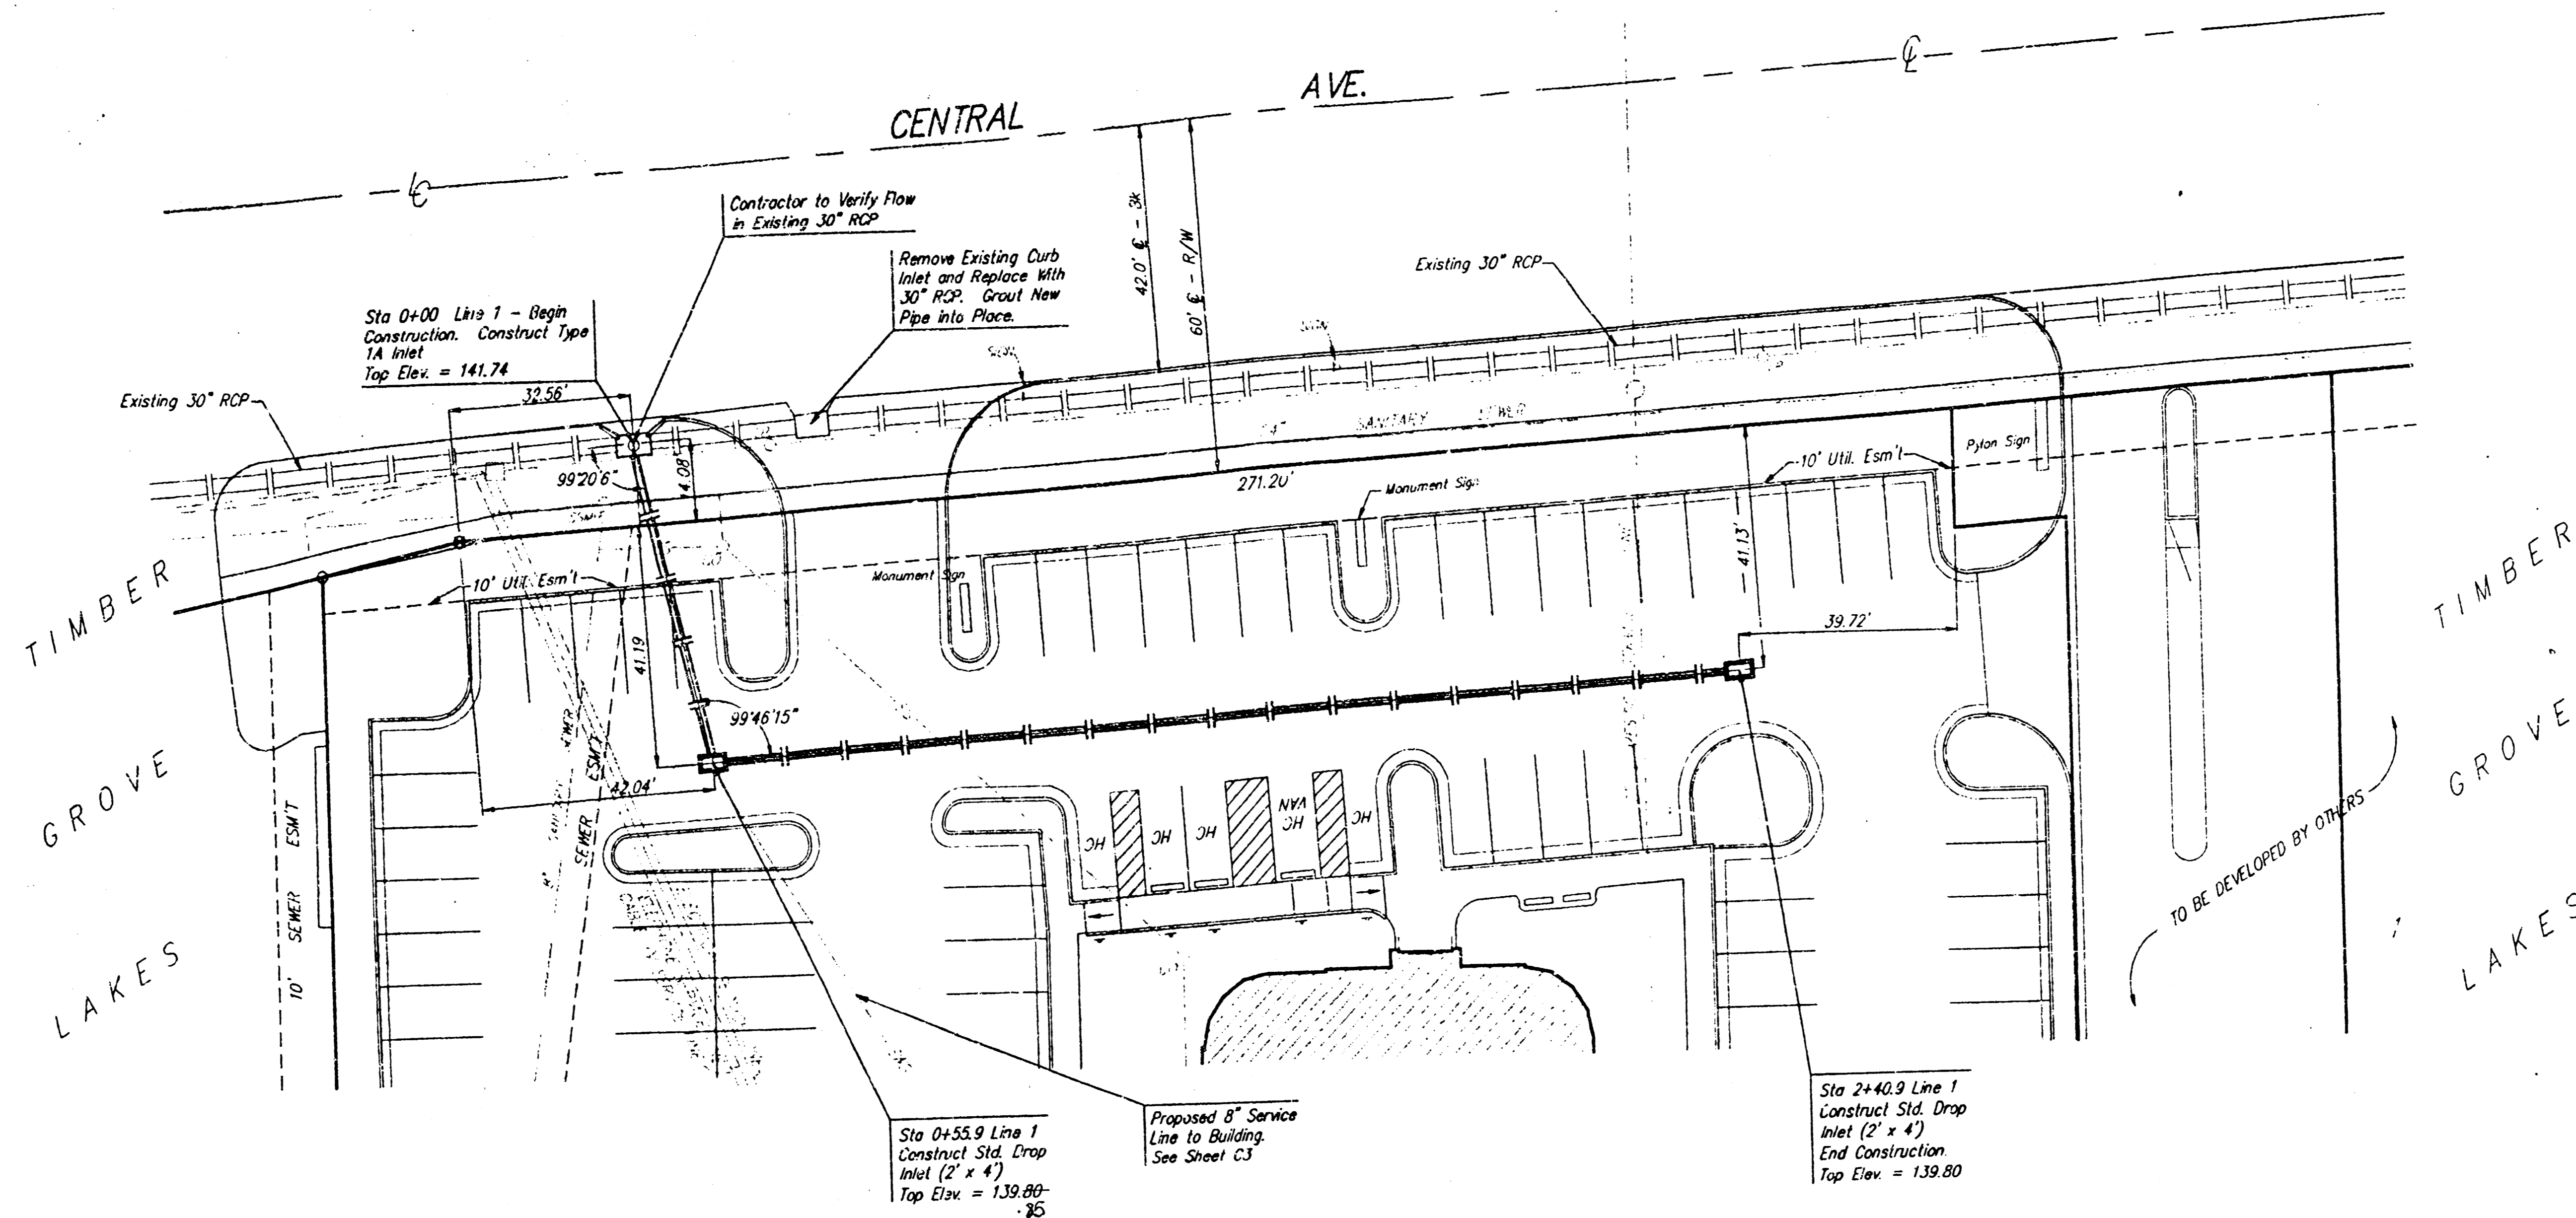 CENTRAL AVE.
℄
℄
Contractor to Verify Flow
in Existing 30" RCP
Remove Existing Curb
Inlet and Replace With
30" RCP. Grout New
Pipe into Place.
42.0' ℄ - 3k
60' ℄ - R/W
Existing 30" RCP
Sta 0+00 Line 1 - Begin
Construction. Construct Type
1A Inlet
Top Elev. = 141.74
Existing 30" RCP
32.56'
99°20'6"
14.08'
SANITARY SEWER
271.20'
10' Util. Esm't
Pylon Sign
Monument Sign
Monument Sign
10' Util. Esm't
ESMT
41.19
41.13'
39.72'
99°46'15"
42.04'
SEWER ESM'T
SEWER
8"
10' SEWER ESM'T
HC
HC
HC
HC
VAN
HC
TIMBER
GROVE
LAKES
TIMBER
GROVE
LAKES
TO BE DEVELOPED BY OTHERS
Sta 0+55.9 Line 1
Construct Std. Drop
Inlet (2' x 4')
Top Elev. = 139.80
.85
Proposed 8" Service
Line to Building.
See Sheet C3
Sta 2+40.9 Line 1
Construct Std. Drop
Inlet (2' x 4')
End Construction.
Top Elev. = 139.80